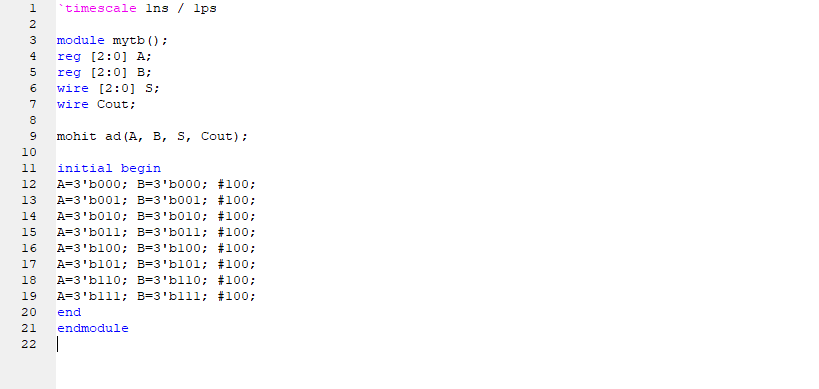 1 `timescale 1ns / 1ps
2
3 module mytb();
4 reg [2:0] A;
5 reg [2:0] B;
6 wire [2:0] S;
7 wire Cout;
8
9 mohit ad(A, B, S, Cout);
10
11 initial begin
12 A=3'b000; B=3'b000; #100;
13 A=3'b001; B=3'b001; #100;
14 A=3'b010; B=3'b010; #100;
15 A=3'b011; B=3'b011; #100;
16 A=3'b100; B=3'b100; #100;
17 A=3'b101; B=3'b101; #100;
18 A=3'b110; B=3'b110; #100;
19 A=3'b111; B=3'b111; #100;
20 end
21 endmodule
22